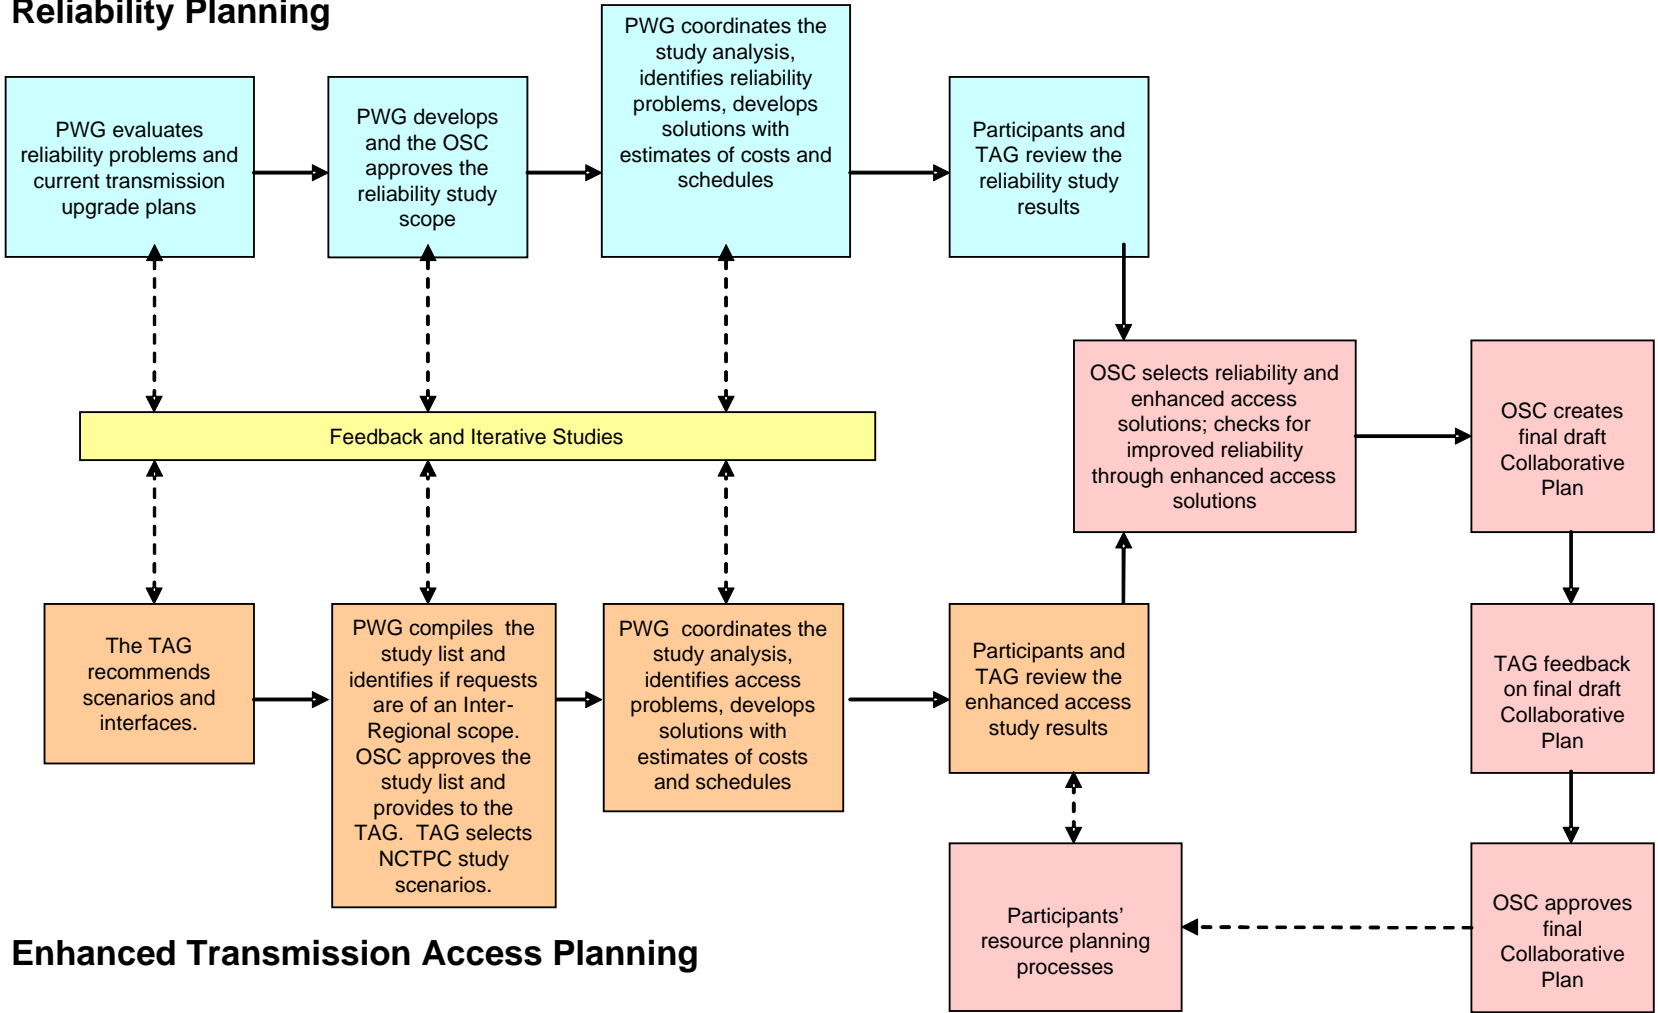 Reliability Planning
PWG evaluates
reliability problems and
current transmission
upgrade plans
PWG develops
and the OSC
approves the
reliability study
scope
PWG coordinates the
study analysis,
identifies reliability
problems, develops
solutions with
estimates of costs and
schedules
Participants and
TAG review the
reliability study
results
Feedback and Iterative Studies
OSC selects reliability and
enhanced access
solutions; checks for
improved reliability
through enhanced access
solutions
OSC creates
final draft
Collaborative
Plan
The TAG
recommends
scenarios and
interfaces.
PWG compiles the
study list and
identifies if requests
are of an Inter-
Regional scope.
OSC approves the
study list and
provides to the
TAG. TAG selects
NCTPC study
scenarios.
PWG coordinates the
study analysis,
identifies access
problems, develops
solutions with
estimates of costs
and schedules
Participants and
TAG review the
enhanced access
study results
TAG feedback
on final draft
Collaborative
Plan
Participants’
resource planning
processes
OSC approves
final
Collaborative
Plan
Enhanced Transmission Access Planning